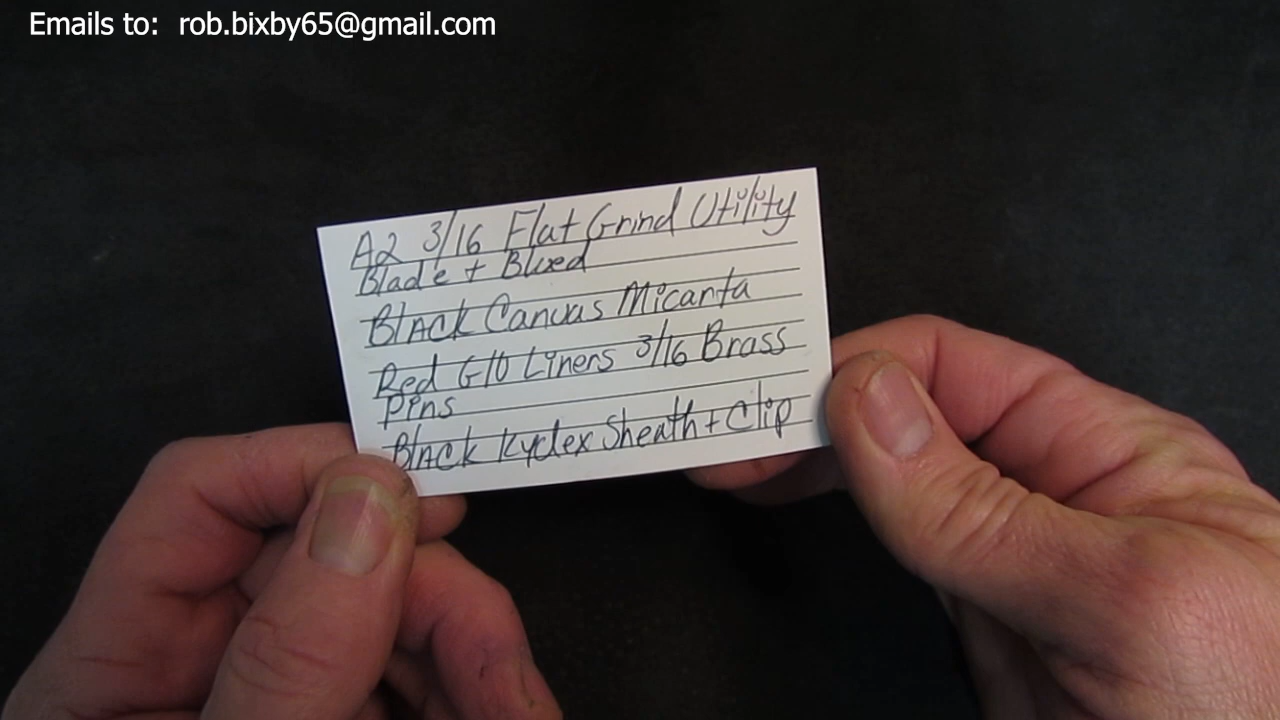 Emails to: rob.bixby65@gmail.com
A2 3/16 Flat Grind Utility
Blade + Blued
Black Canvas Micarta
Red G10 Liners 3/16 Brass
Pins
Black Kydex Sheath + Clip